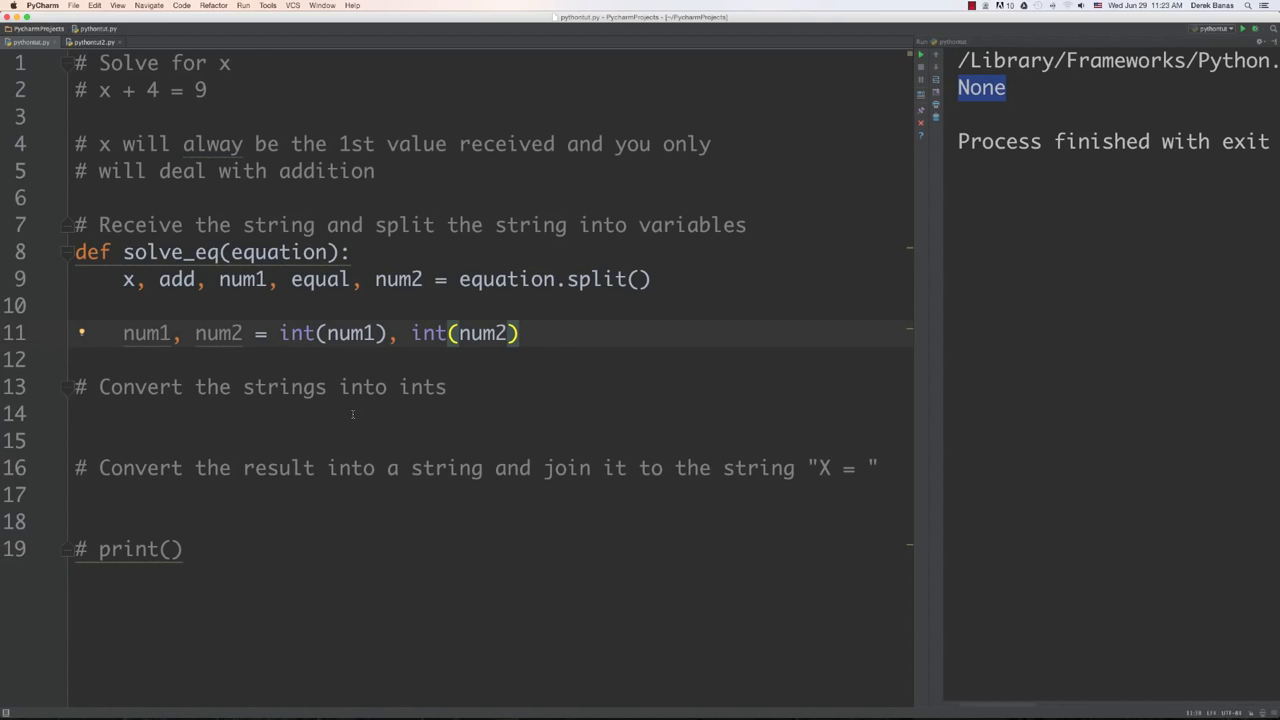 PyCharm File Edit View Navigate Code Refactor Run Tools VCS Window Help
10 Wed Jun 29 11:23 AM Derek Banas
pythontut.py - PycharmProjects - [~/PycharmProjects]
PycharmProjects pythontut.py
pythontut
pythontut.py pythontut2.py
Run pythontut
1 # Solve for x
2 # x + 4 = 9
3
4 # x will alway be the 1st value received and you only
5 # will deal with addition
6
7 # Receive the string and split the string into variables
8 def solve_eq(equation):
9 x, add, num1, equal, num2 = equation.split()
10
11 num1, num2 = int(num1), int(num2)
12
13 # Convert the strings into ints
14
15
16 # Convert the result into a string and join it to the string "X = "
17
18
19 # print()
/Library/Frameworks/Python.
None
Process finished with exit